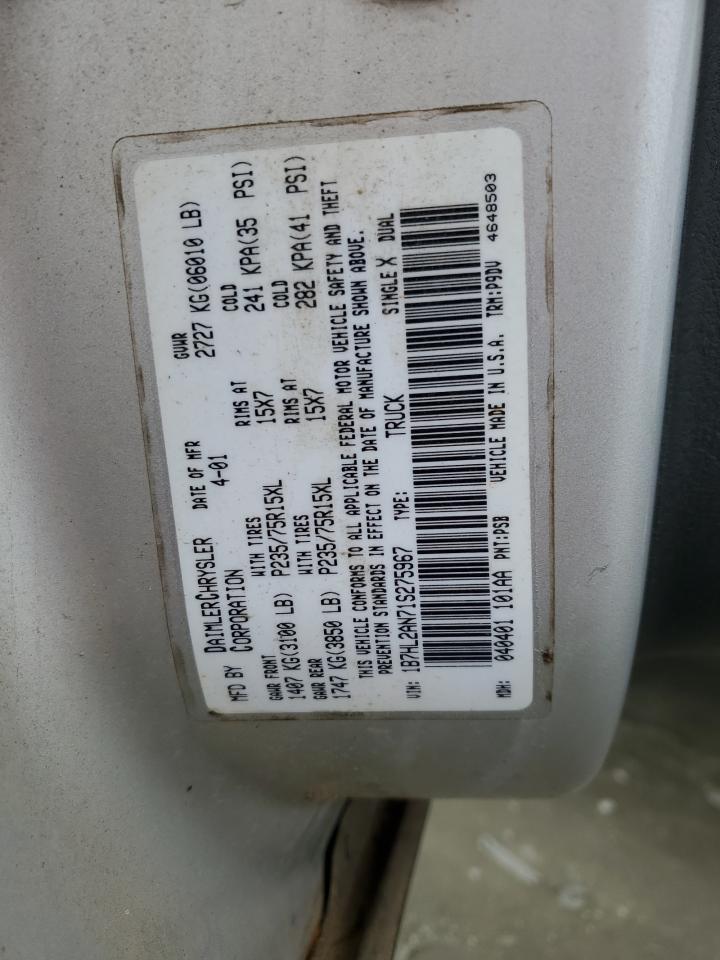 MFD BY DAIMLERCHRYSLER DATE OF MFR GVWR
CORPORATION 4-01 2727 KG(06010 LB)
GAWR FRONT WITH TIRES RIMS AT COLD
1407 KG(3100 LB) P235/75R15XL 15X7 241 KPA(35 PSI)
GAWR REAR WITH TIRES RIMS AT COLD
1747 KG(3850 LB) P235/75R15XL 15X7 282 KPA(41 PSI)
THIS VEHICLE CONFORMS TO ALL APPLICABLE FEDERAL MOTOR VEHICLE SAFETY AND THEFT
PREVENTION STANDARDS IN EFFECT ON THE DATE OF MANUFACTURE SHOWN ABOVE.
VIN: 1B7HL2AN71S275967 TYPE: TRUCK SINGLE X DUAL
MDH: 040401 101AA PNT:PSB VEHICLE MADE IN U.S.A. TRM:P9DV 4648503